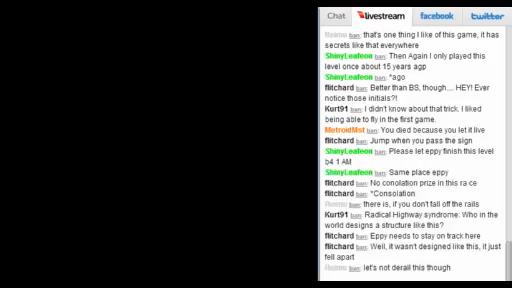 Chat livestream facebook twitter
ban: that's one thing I like of this game, it has
secrets like that everywhere
ShinyLeafeon ban: Then Again I only played this
level once about 15 years agp
ShinyLeafeon ban: *ago
flitchard ban: Better than BS, though.... HEY! Ever
notice those initials?!
Kurt91 ban: I didn't know about that trick. I liked
being able to fly in the first game.
MetroidMst ban: You died because you let it live
flitchard ban: Jump when you pass the sign
ShinyLeafeon ban: Please let eppy finish this level
b4 1 AM
ShinyLeafeon ban: Same place eppy
flitchard ban: No conolation prize in this race
flitchard ban: *Consolation
ban: there is, if you don't fall off the rails
Kurt91 ban: Radical Highway syndrome: Who in the
world designs a structure like this?
flitchard ban: Eppy needs to stay on track here
flitchard ban: Well, it wasn't designed like this, it just
fell apart
ban: let's not derail this though